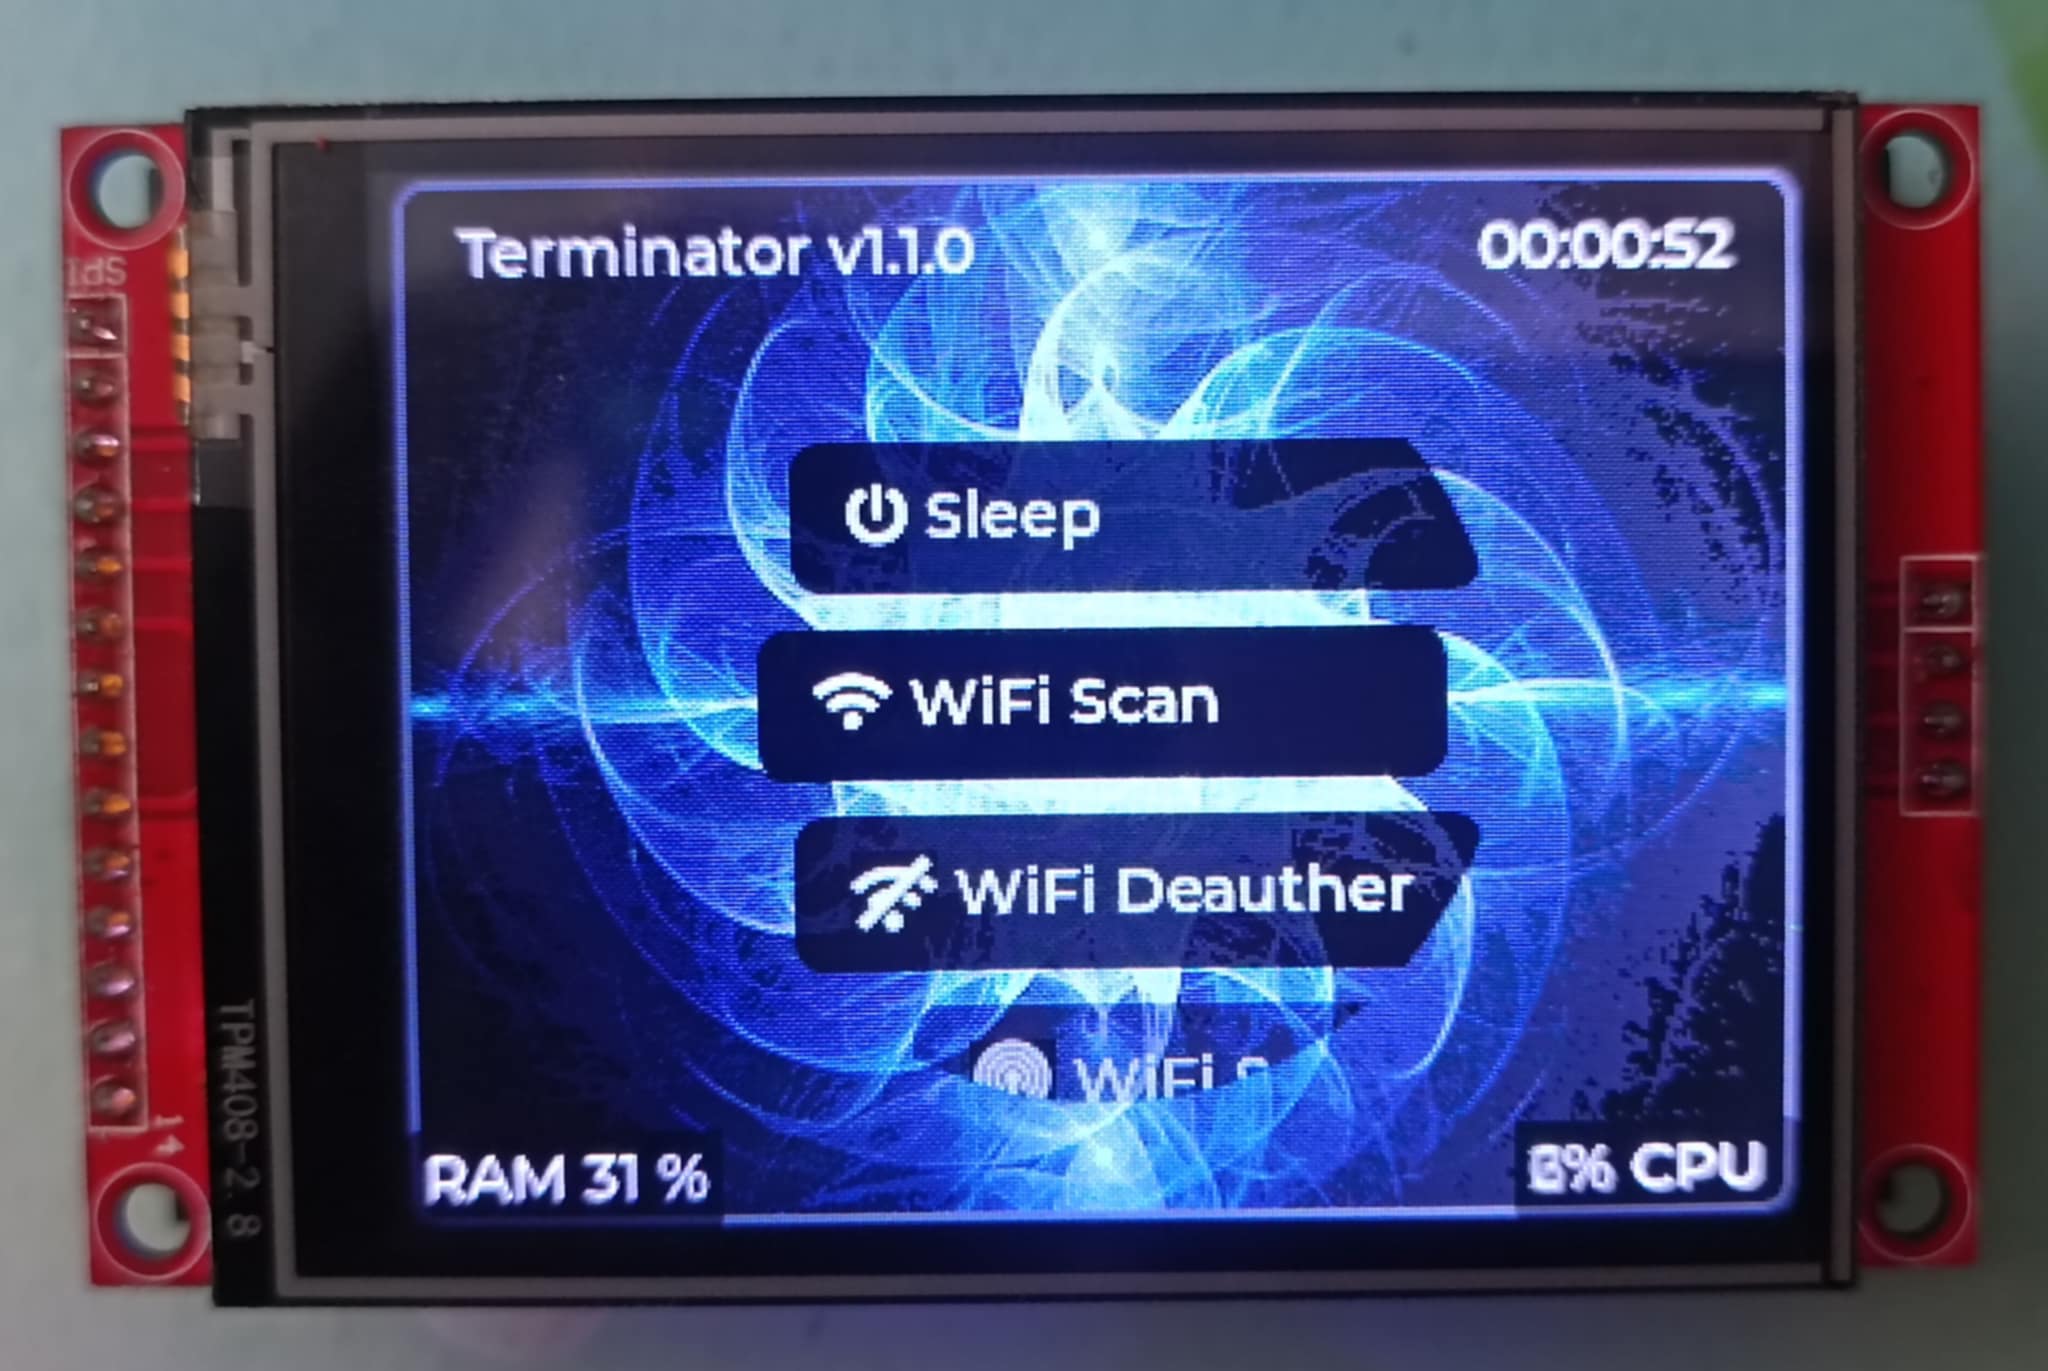 Terminator v1.1.0
00:00:52
SPI
Sleep
WiFi Scan
WiFi Deauther
WiFi
RAM 31 %
CPU
TPM408-2.8